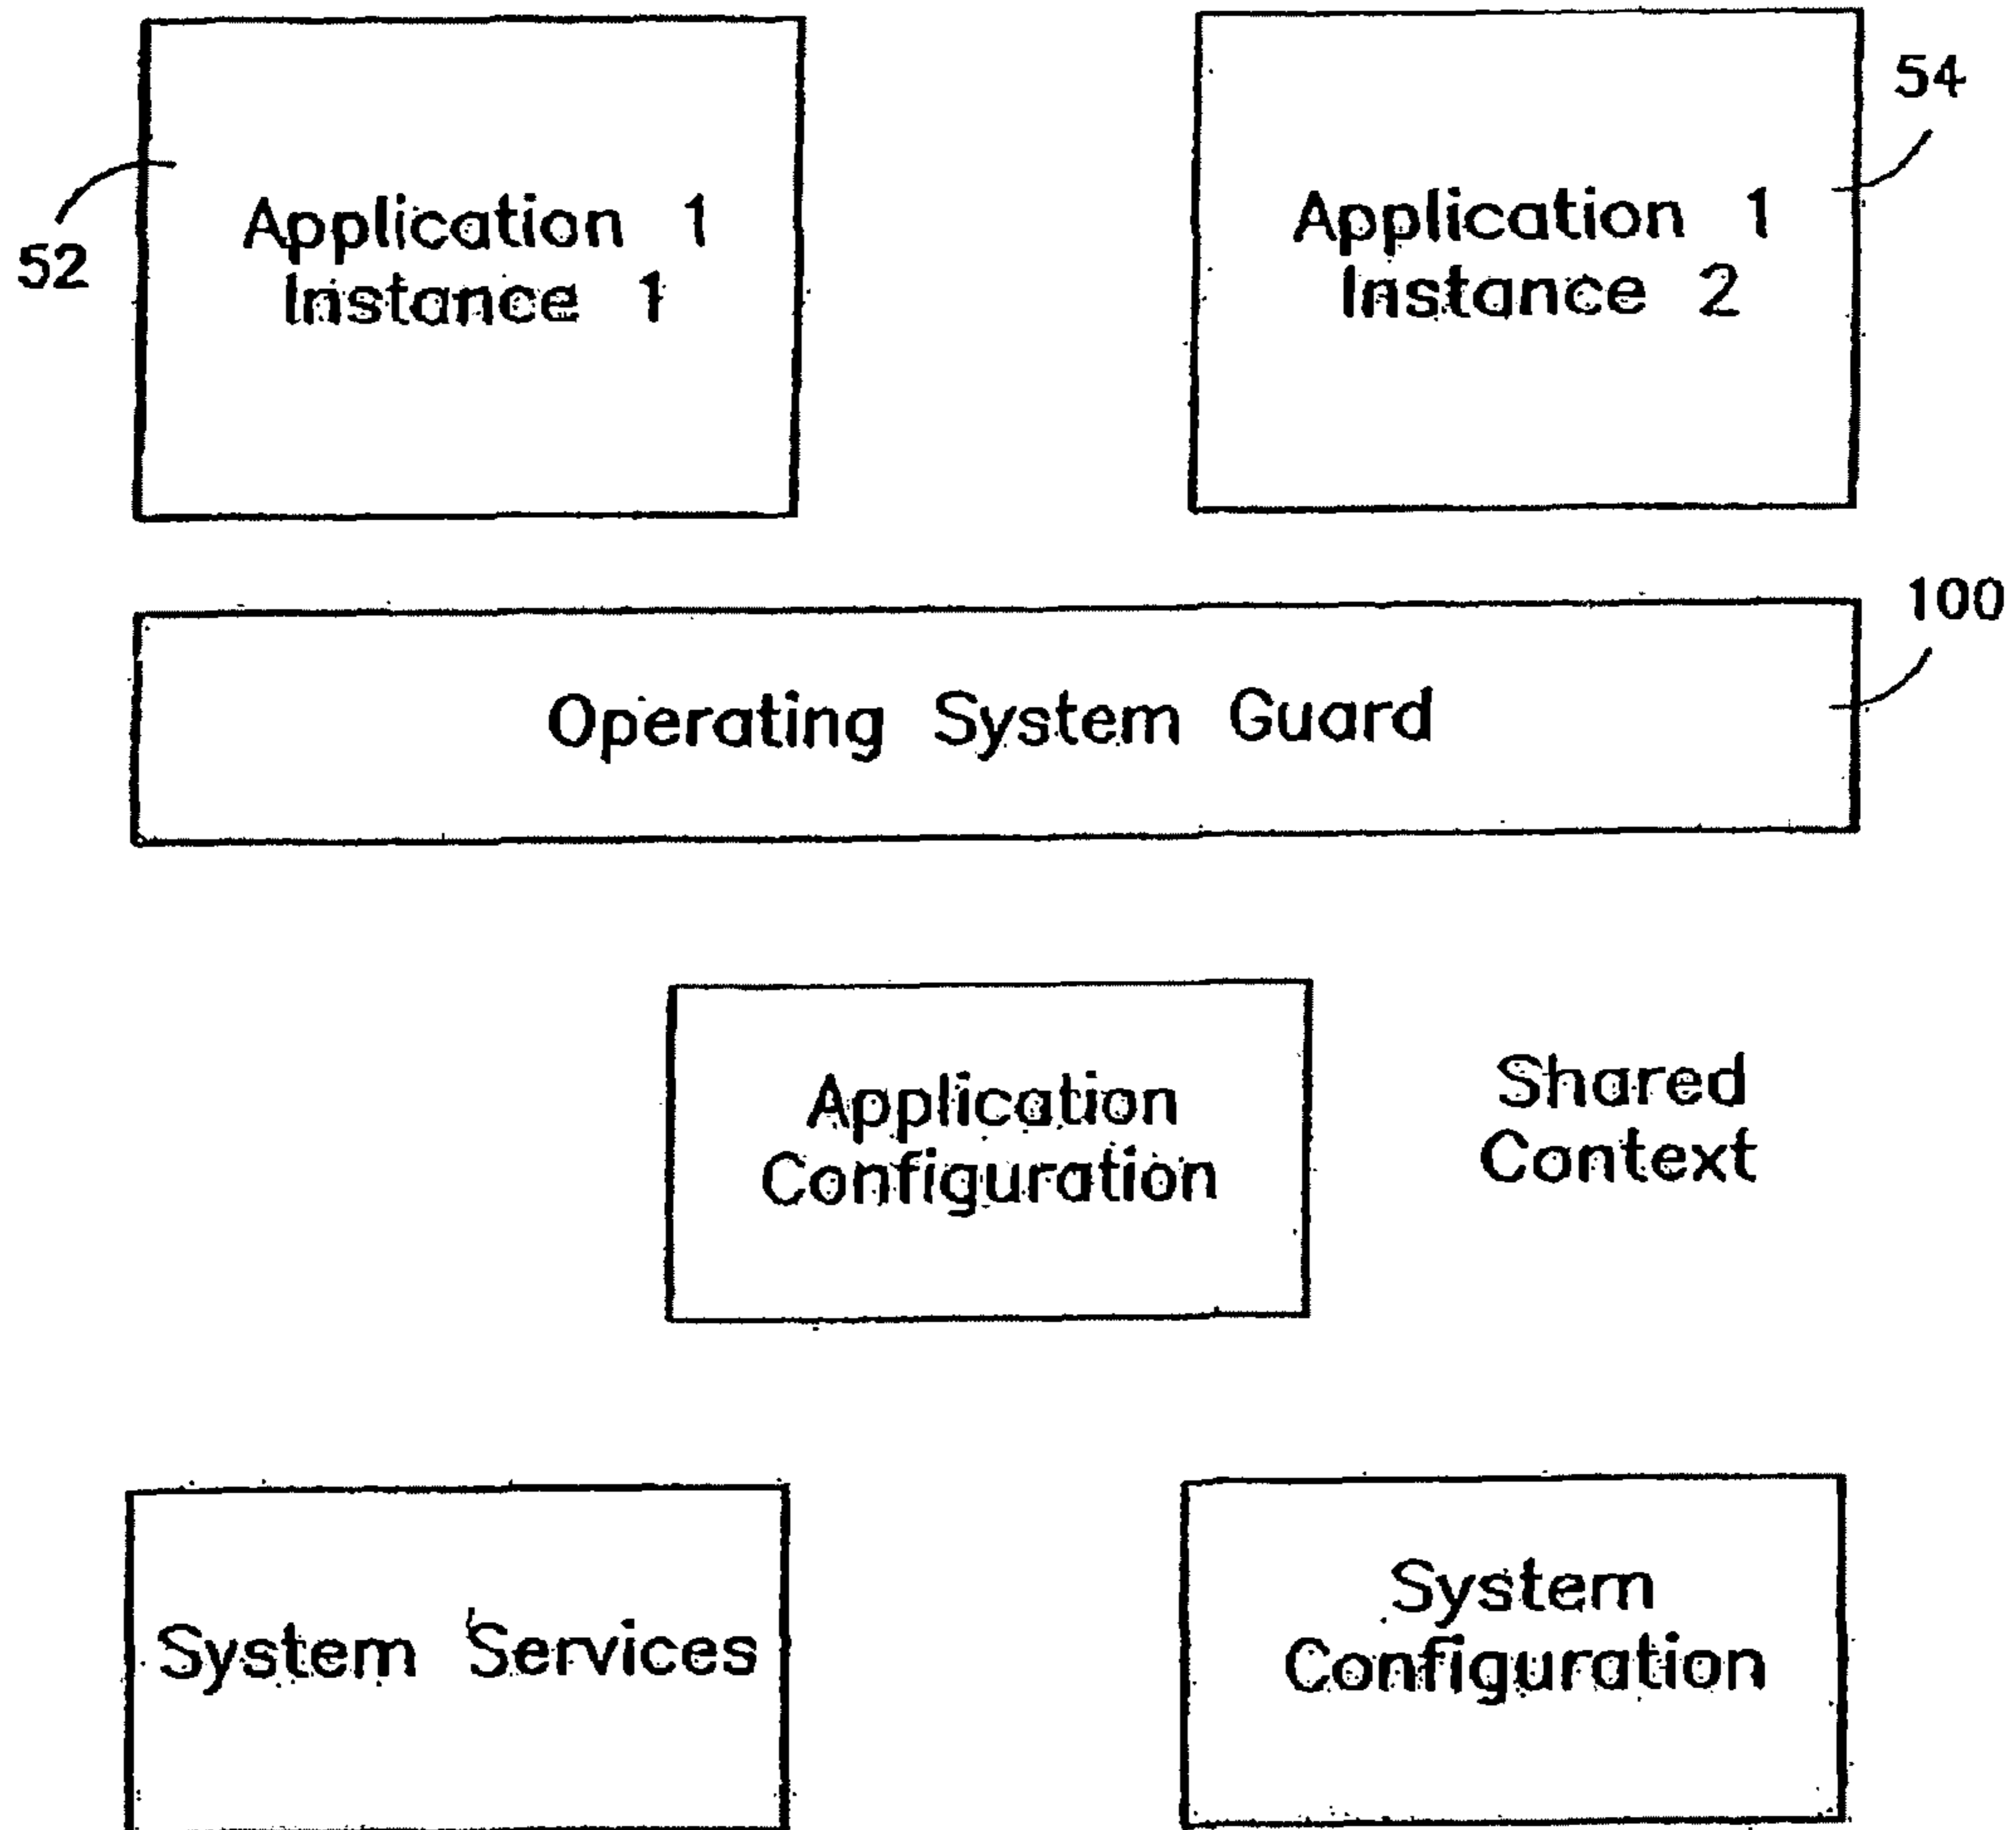 54
52
Application 1
Instance 1
Application 1
Instance 2
100
Operating System Guard
Application
Configuration
Shared
Context
System Services
System
Configuration